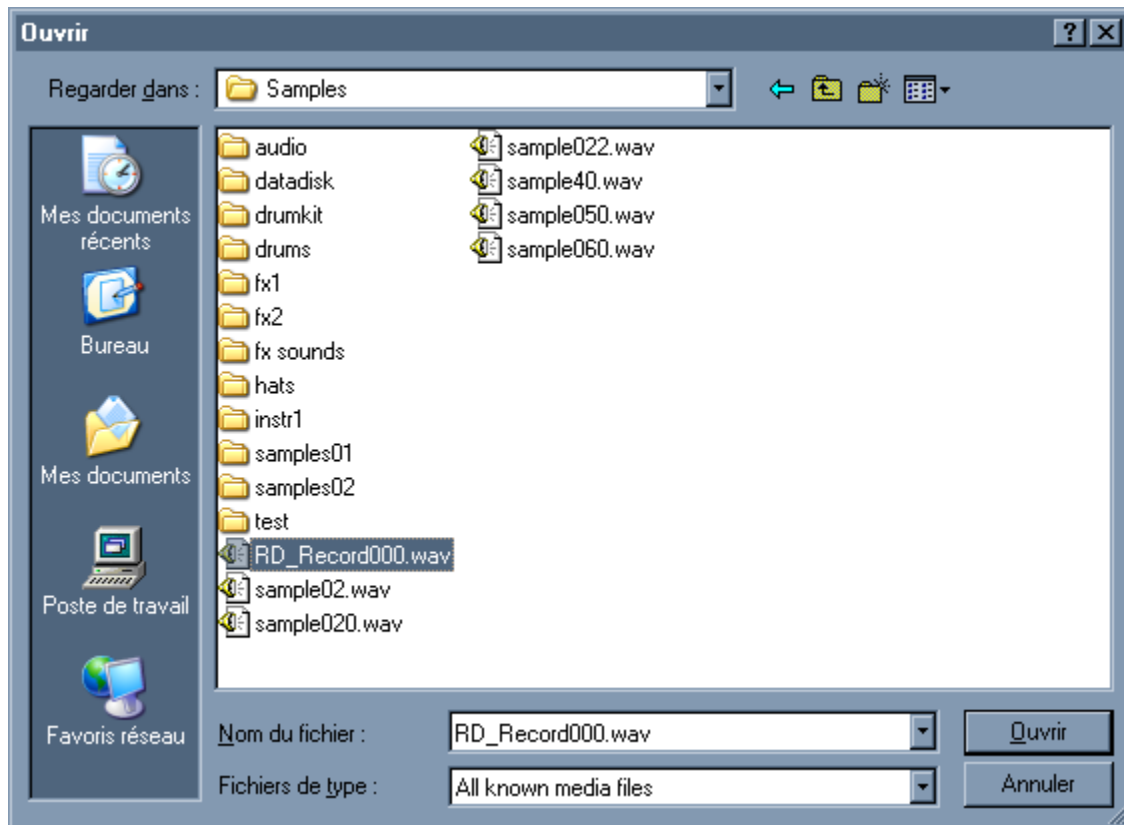 Ouvrir
Regarder dans :
Samples
Mes documents
récents
Bureau
Mes documents
Poste de travail
Favoris réseau
audio
datadisk
drumkit
drums
fx1
fx2
fx sounds
hats
instr1
samples01
samples02
test
RD_Record000.wav
sample02.wav
sample020.wav
sample022.wav
sample40.wav
sample050.wav
sample060.wav
Nom du fichier :
RD_Record000.wav
Ouvrir
Fichiers de type :
All known media files
Annuler